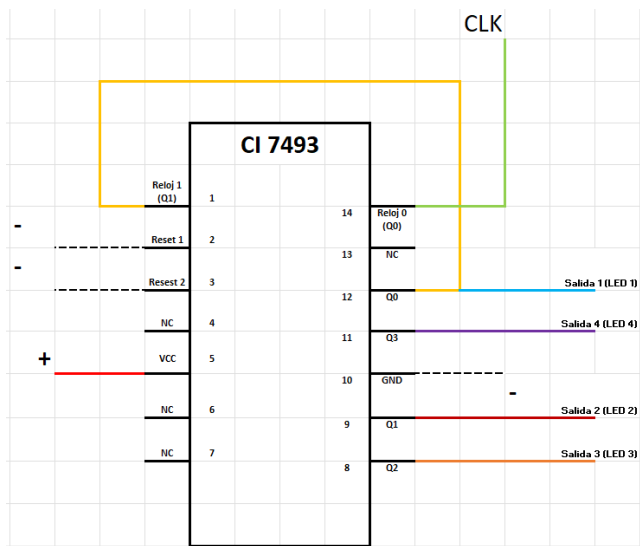 CLK
CI 7493
Reloj 1
(Q1)
1
14
Reloj 0
(Q0)
-
Reset 1
2
13
NC
-
Resest 2
3
12
Q0
Salida 1 (LED 1)
NC
4
11
Q3
Salida 4 (LED 4)
+
VCC
5
10
GND
-
NC
6
9
Q1
Salida 2 (LED 2)
NC
7
8
Q2
Salida 3 (LED 3)